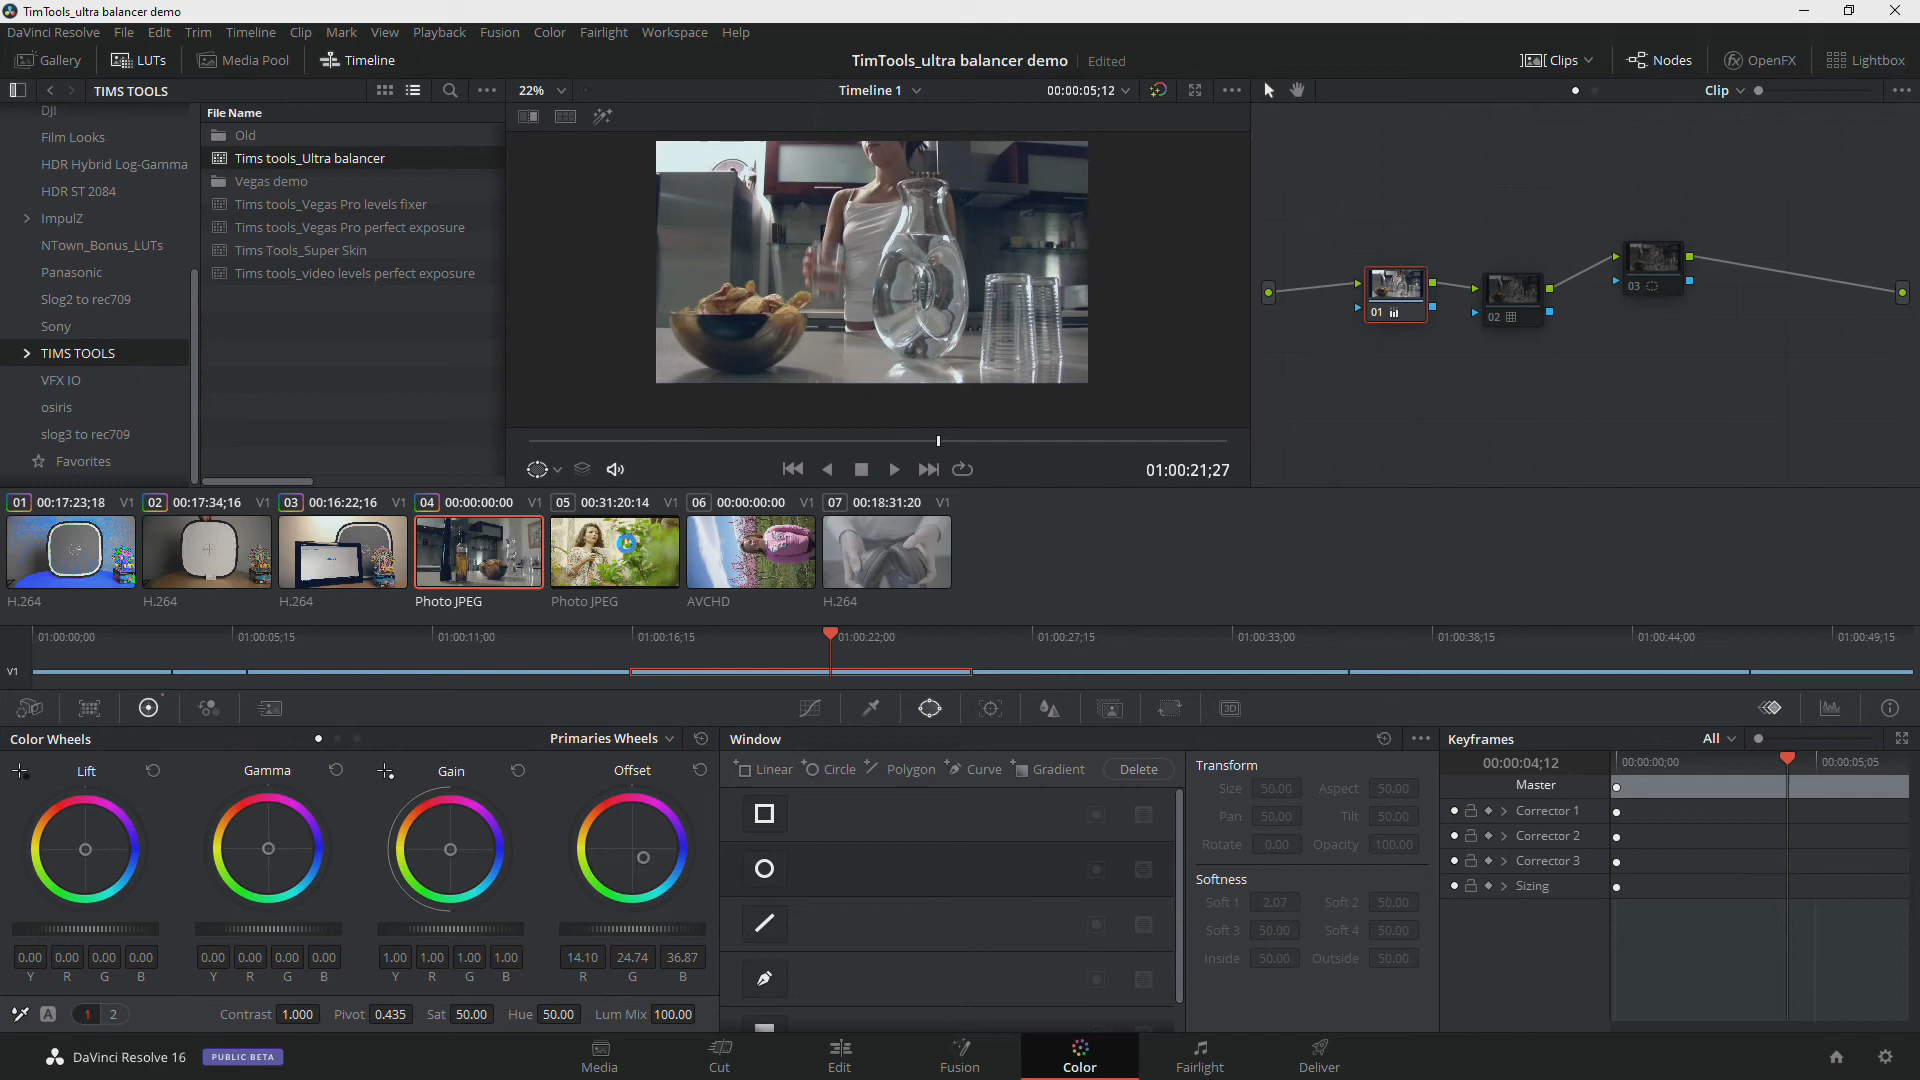 TimTools_ultra balancer demo
DaVinci Resolve File Edit Trim Timeline Clip Mark View Playback Fusion Color Fairlight Workspace Help
Gallery LUTs Media Pool Timeline TimTools_ultra balancer demo Edited Clips Nodes OpenFX Lightbox
TIMS TOOLS 22% Timeline 1 00:00:05;12 Clip
DJI
Film Looks
HDR Hybrid Log-Gamma
HDR ST 2084
ImpulZ
NTown_Bonus_LUTs
Panasonic
Slog2 to rec709
Sony
TIMS TOOLS
VFX IO
osiris
slog3 to rec709
Favorites
File Name
Old
Tims tools_Ultra balancer
Vegas demo
Tims tools_Vegas Pro levels fixer
Tims tools_Vegas Pro perfect exposure
Tims Tools_Super Skin
Tims tools_video levels perfect exposure
01
02
03
01:00:21;27
01 00:17:23;18 V1 02 00:17:34;16 V1 03 00:16:22;16 V1 04 00:00:00:00 V1 05 00:31:20:14 V1 06 00:00:00:00 V1 07 00:18:31:20 V1
H.264 H.264 H.264 Photo JPEG Photo JPEG AVCHD H.264
01:00:00;00 01:00:05;15 01:00:11;00 01:00:16;15 01:00:22;00 01:00:27;15 01:00:33;00 01:00:38;15 01:00:44;00 01:00:49;15
V1
3D
Color Wheels Primaries Wheels
Lift Gamma Gain Offset
0.00 0.00 0.00 0.00 0.00 0.00 0.00 0.00 1.00 1.00 1.00 1.00 14.10 24.74 36.87
Y R G B Y R G B Y R G B R G B
A 1 2 Contrast 1.000 Pivot 0.435 Sat 50.00 Hue 50.00 Lum Mix 100.00
Window
Linear Circle Polygon Curve Gradient Delete
Transform
Size 50.00 Aspect 50.00
Pan 50.00 Tilt 50.00
Rotate 0.00 Opacity 100.00
Softness
Soft 1 2.07 Soft 2 50.00
Soft 3 50.00 Soft 4 50.00
Inside 50.00 Outside 50.00
Keyframes All
00:00:04;12 00:00:00;00 00:00:05;05
Master
Corrector 1
Corrector 2
Corrector 3
Sizing
DaVinci Resolve 16 PUBLIC BETA
Media Cut Edit Fusion Color Fairlight Deliver